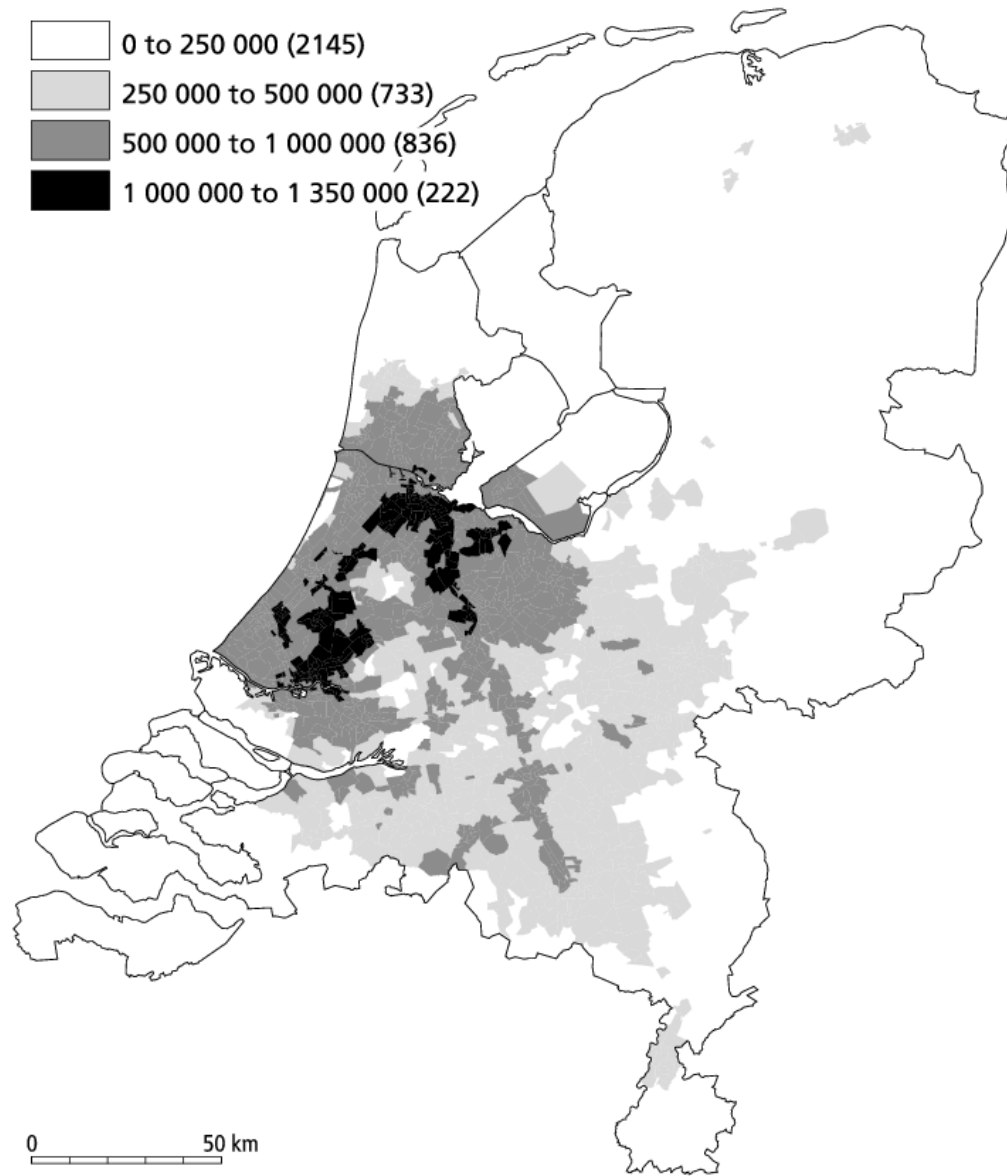 0 to 250 000 (2145)
250 000 to 500 000 (733)
500 000 to 1 000 000 (836)
1 000 000 to 1 350 000 (222)
0 50 km